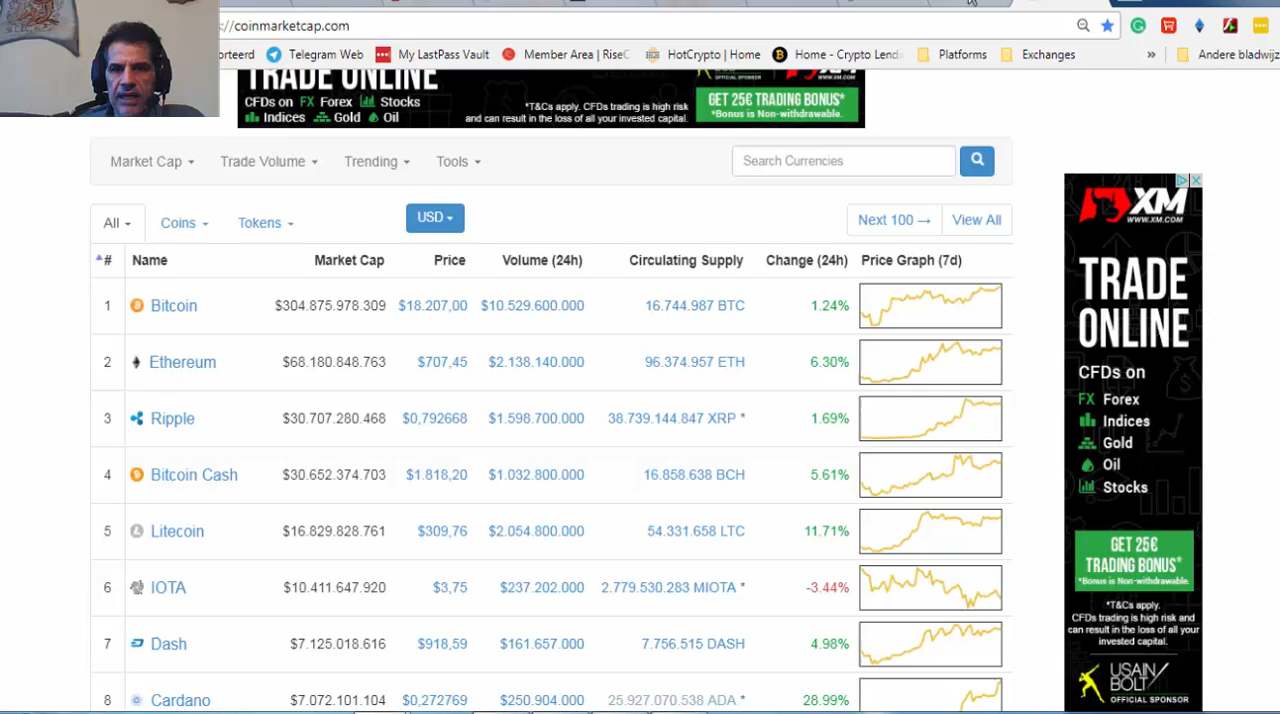 ://coinmarketcap.com
orteerd Telegram Web My LastPass Vault Member Area | RiseC HotCrypto | Home Home - Crypto Lend Platforms Exchanges » Andere bladwijz
TRADE ONLINE
CFDs on FX Forex Stocks
Indices Gold Oil
*T&Cs apply. CFDs trading is high risk
and can result in the loss of all your invested capital.
OFFICIAL SPONSOR
GET 25€ TRADING BONUS*
*Bonus is Non-withdrawable.
Market Cap Trade Volume Trending Tools Search Currencies
All Coins Tokens USD Next 100 → View All
# Name Market Cap Price Volume (24h) Circulating Supply Change (24h) Price Graph (7d)
1 Bitcoin $304.875.978.309 $18.207,00 $10.529.600.000 16.744.987 BTC 1.24%
2 Ethereum $68.180.848.763 $707,45 $2.138.140.000 96.374.957 ETH 6.30%
3 Ripple $30.707.280.468 $0,792668 $1.598.700.000 38.739.144.847 XRP * 1.69%
4 Bitcoin Cash $30.652.374.703 $1.818,20 $1.032.800.000 16.858.638 BCH 5.61%
5 Litecoin $16.829.828.761 $309,76 $2.054.800.000 54.331.658 LTC 11.71%
6 IOTA $10.411.647.920 $3,75 $237.202.000 2.779.530.283 MIOTA * -3.44%
7 Dash $7.125.018.616 $918,59 $161.657.000 7.756.515 DASH 4.98%
8 Cardano $7.072.101.104 $0,272769 $250.904.000 25.927.070.538 ADA * 28.99%
XM
TRADE
ONLINE
CFDs on
FX Forex
Indices
Gold
Oil
Stocks
GET 25€
TRADING BONUS*
*Bonus is Non-withdrawable.
*T&Cs apply.
CFDs trading is high risk
and can result in the loss of all your
invested capital.
USAIN
BOLT
OFFICIAL SPONSOR